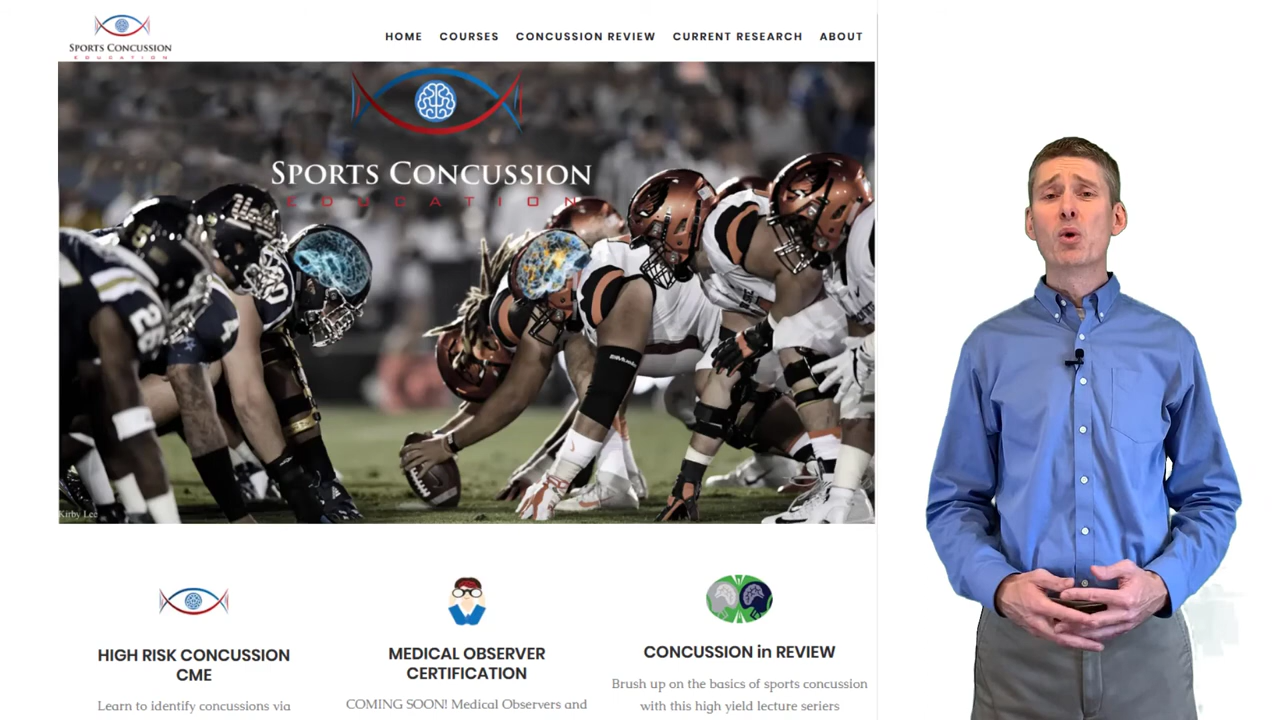 SPORTS CONCUSSION
EDUCATION
HOME COURSES CONCUSSION REVIEW CURRENT RESEARCH ABOUT
SPORTS CONCUSSION
EDUCATION
Kirby Lee
HIGH RISK CONCUSSION
CME
Learn to identify concussions via
MEDICAL OBSERVER
CERTIFICATION
COMING SOON! Medical Observers and
CONCUSSION in REVIEW
Brush up on the basics of sports concussion
with this high yield lecture seriers